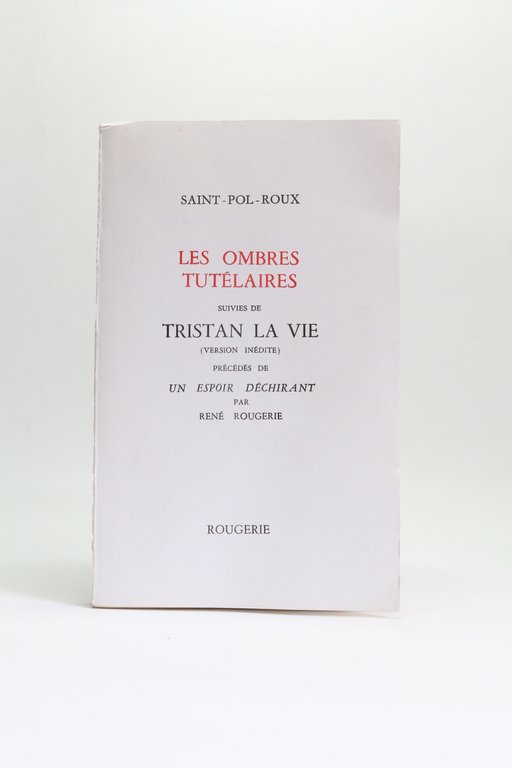 SAINT-POL-ROUX
LES OMBRES
TUTÉLAIRES
SUIVIES DE
TRISTAN LA VIE
(VERSION INÉDITE)
PRÉCÉDÉS DE
UN ESPOIR DÉCHIRANT
PAR
RENÉ ROUGERIE
ROUGERIE